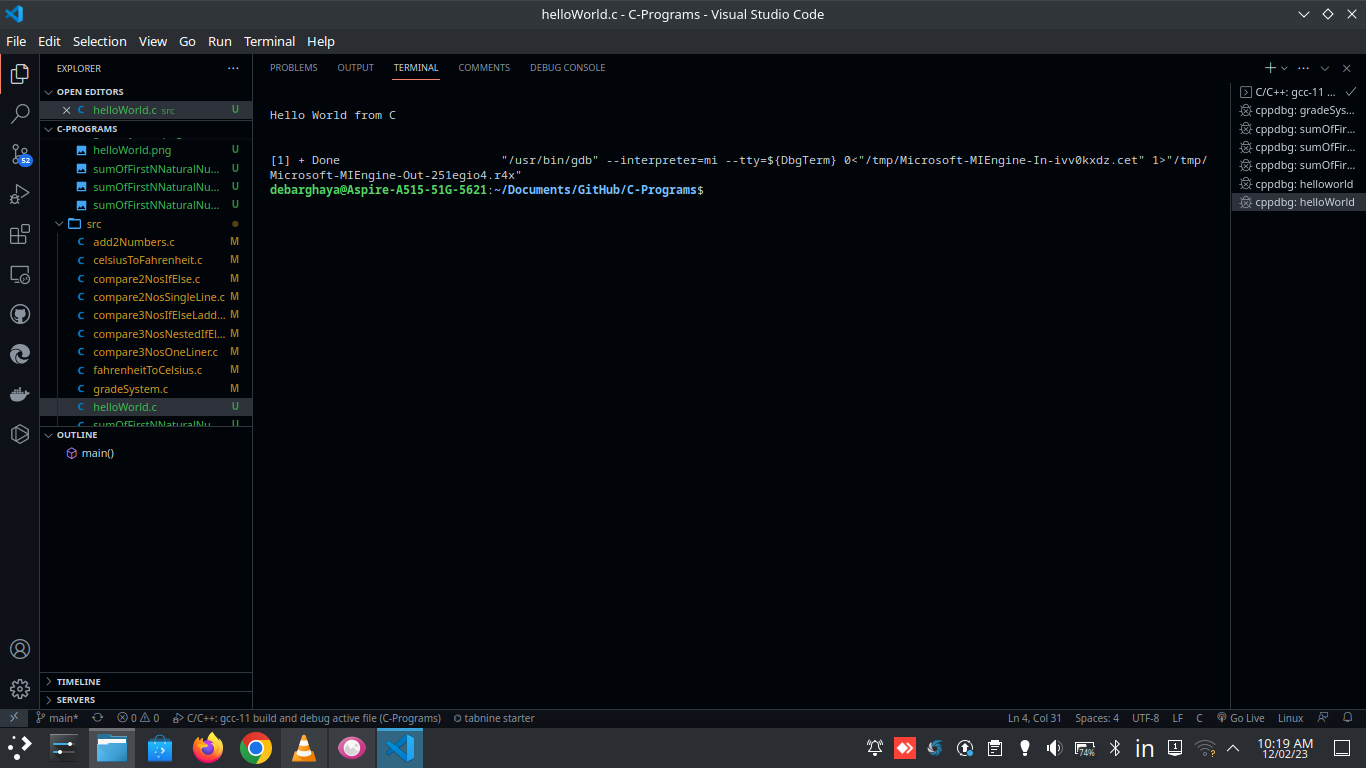 helloWorld.c - C-Programs - Visual Studio Code
File Edit Selection View Go Run Terminal Help
EXPLORER
OPEN EDITORS
helloWorld.c src U
C-PROGRAMS
helloWorld.png U
sumOfFirstNNaturalNu... U
sumOfFirstNNaturalNu... U
sumOfFirstNNaturalNu... U
src
C add2Numbers.c M
C celsiusToFahrenheit.c M
C compare2NosIfElse.c M
C compare2NosSingleLine.c M
C compare3NosIfElseLadd... M
C compare3NosNestedIfEl... M
C compare3NosOneLiner.c M
C fahrenheitToCelsius.c M
C gradeSystem.c M
C helloWorld.c U
C sumOfFirstNNaturalNu... U
OUTLINE
main()
TIMELINE
SERVERS
52
PROBLEMS OUTPUT TERMINAL COMMENTS DEBUG CONSOLE
Hello World from C
[1] + Done "/usr/bin/gdb" --interpreter=mi --tty=${DbgTerm} 0<"/tmp/Microsoft-MIEngine-In-ivv0kxdz.cet" 1>"/tmp/
Microsoft-MIEngine-Out-251egio4.r4x"
debarghaya@Aspire-A515-51G-5621:~/Documents/GitHub/C-Programs$
C/C++: gcc-11 ...
cppdbg: gradeSys...
cppdbg: sumOfFir...
cppdbg: sumOfFir...
cppdbg: sumOfFir...
cppdbg: helloworld
cppdbg: helloWorld
main* 0 0 C/C++: gcc-11 build and debug active file (C-Programs) tabnine starter Ln 4, Col 31 Spaces: 4 UTF-8 LF C Go Live Linux
74% in 1 10:19 AM
12/02/23